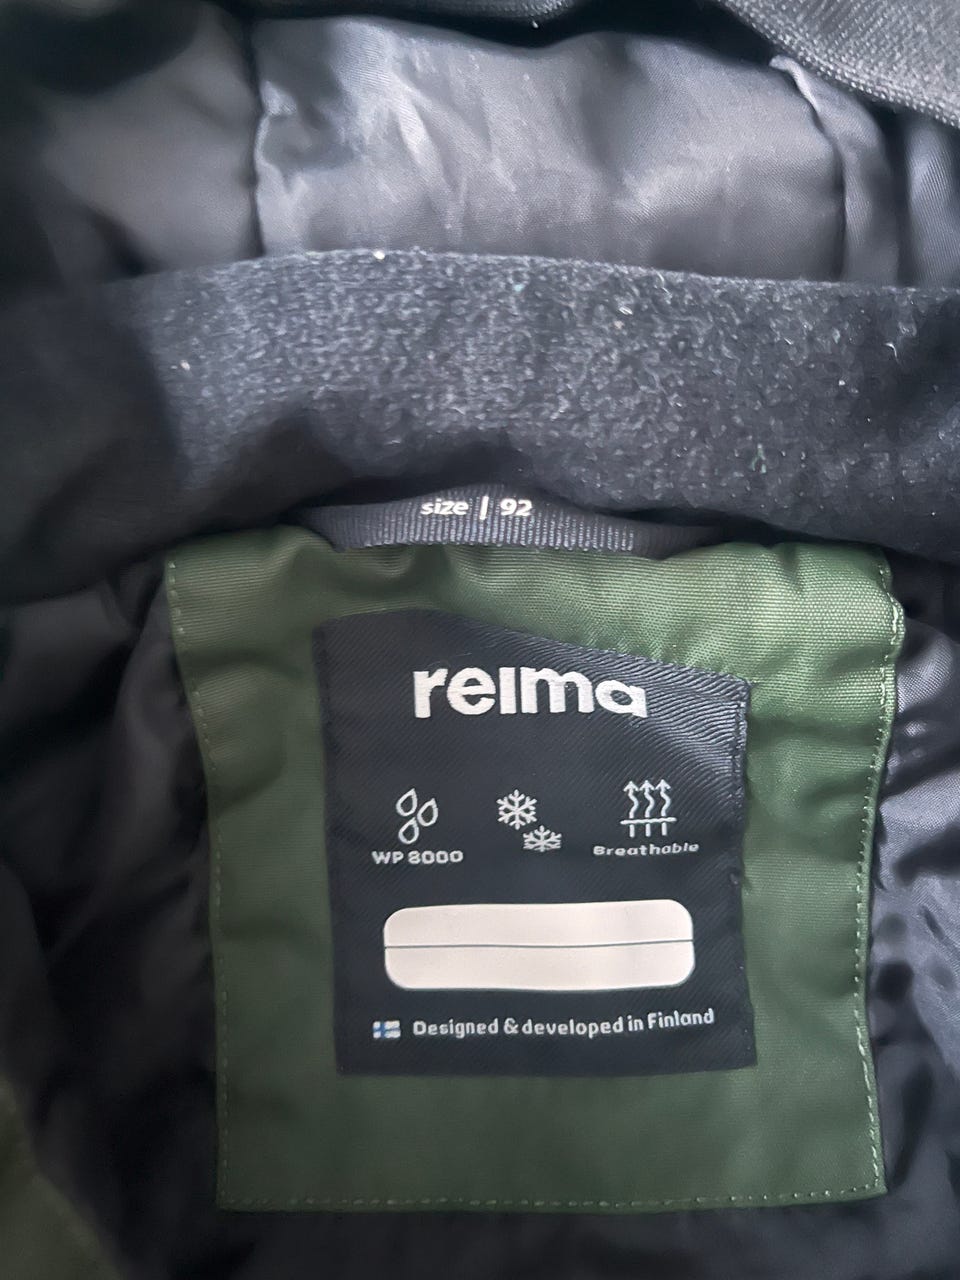 size | 92
reima
WP 8000
Breathable
Designed & developed in Finland